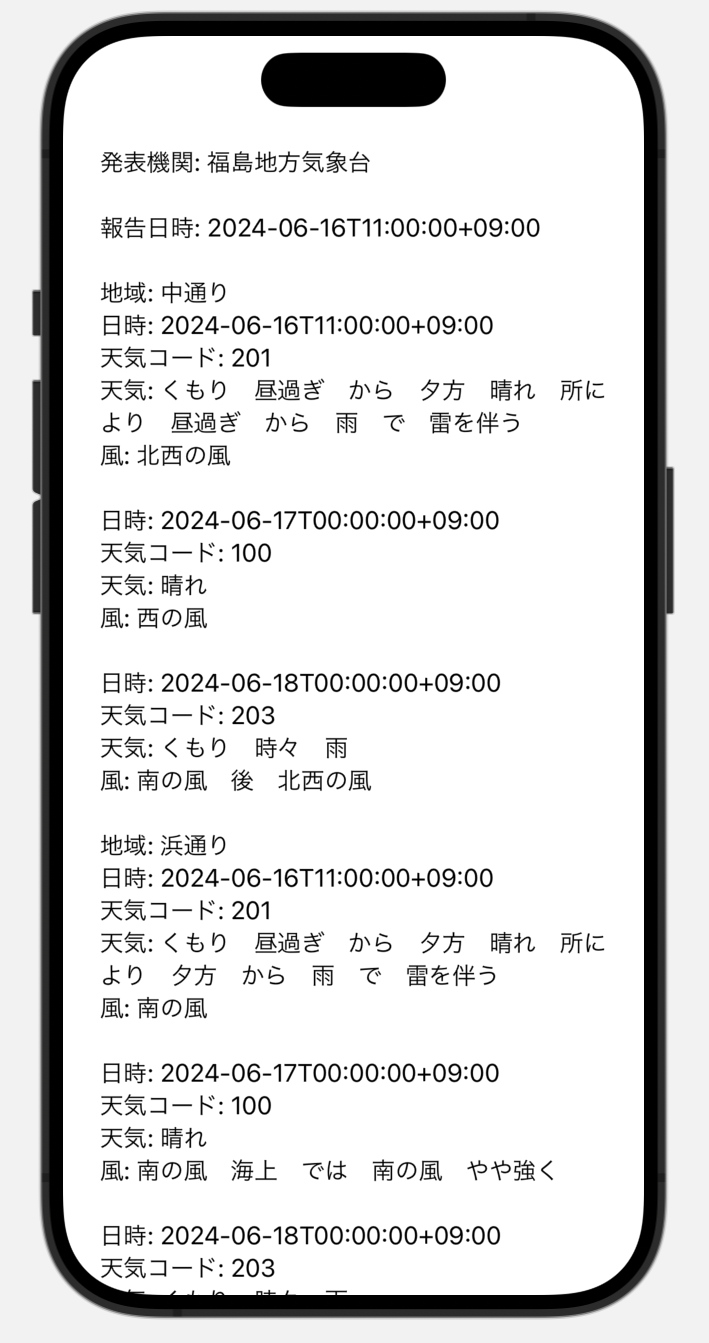 発表機関: 福島地方気象台
報告日時: 2024-06-16T11:00:00+09:00
地域: 中通り
日時: 2024-06-16T11:00:00+09:00
天気コード: 201
天気: くもり　昼過ぎ　から　夕方　晴れ　所に
より　昼過ぎ　から　雨　で　雷を伴う
風: 北西の風
日時: 2024-06-17T00:00:00+09:00
天気コード: 100
天気: 晴れ
風: 西の風
日時: 2024-06-18T00:00:00+09:00
天気コード: 203
天気: くもり　時々　雨
風: 南の風　後　北西の風
地域: 浜通り
日時: 2024-06-16T11:00:00+09:00
天気コード: 201
天気: くもり　昼過ぎ　から　夕方　晴れ　所に
より　夕方　から　雨　で　雷を伴う
風: 南の風
日時: 2024-06-17T00:00:00+09:00
天気コード: 100
天気: 晴れ
風: 南の風　海上　では　南の風　やや強く
日時: 2024-06-18T00:00:00+09:00
天気コード: 203